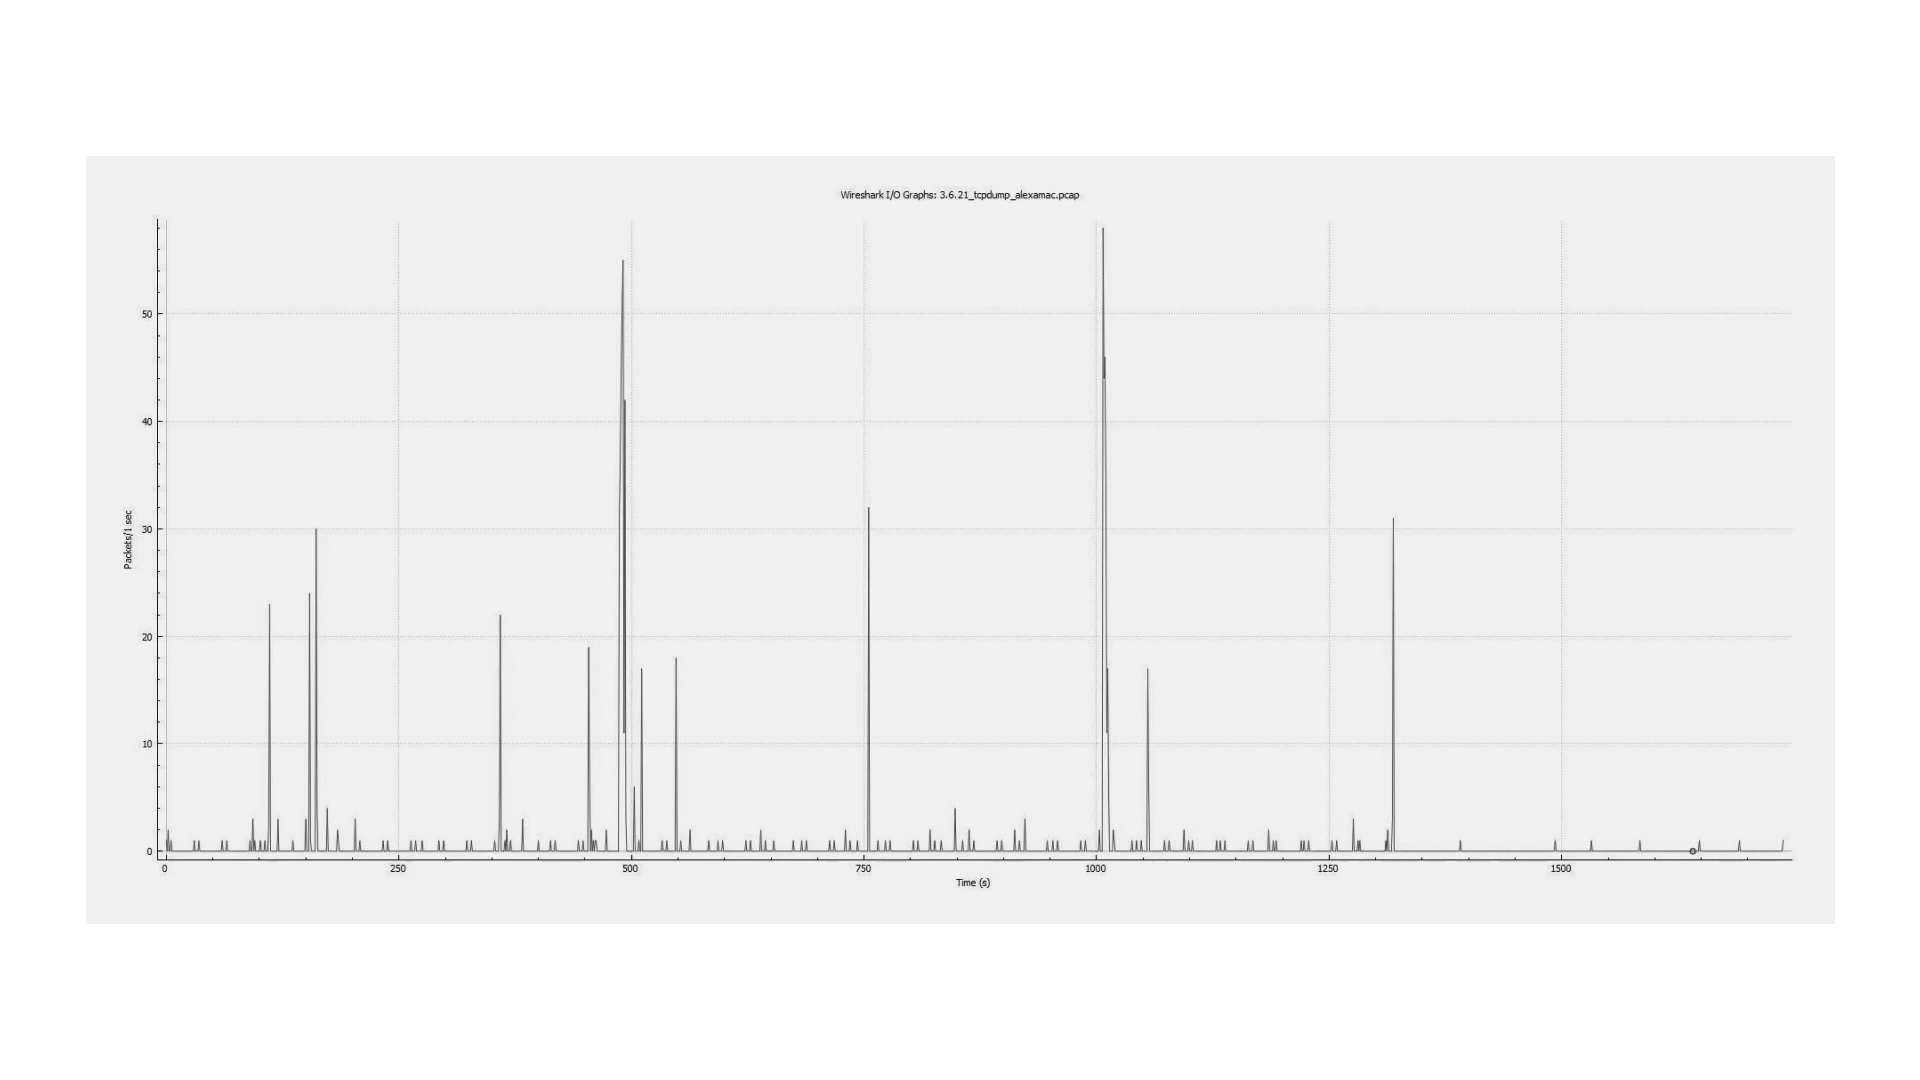 Wireshark I/O Graphs: 3.6.21_tcpdump_alexamac.pcap
50
40
30
20
10
0
Packets/1 sec
0 250 500 750 1000 1250 1500
Time (s)